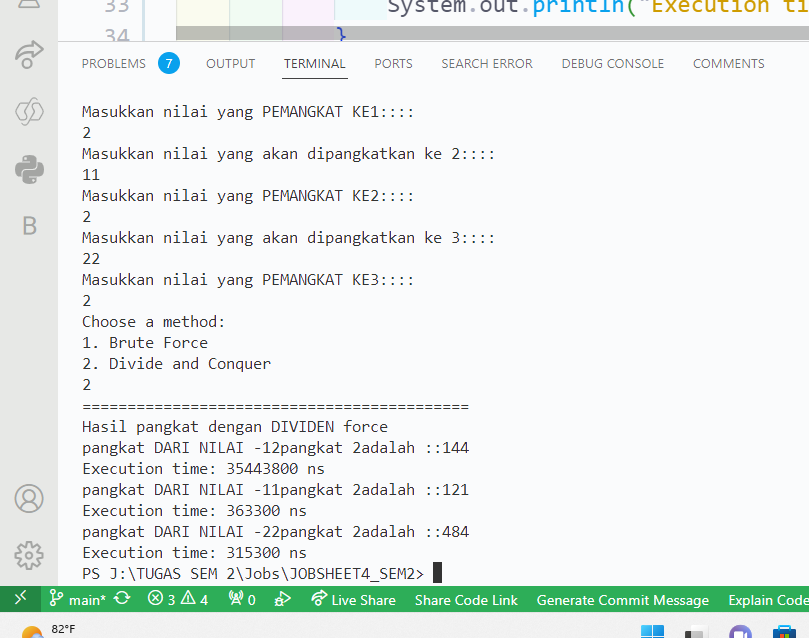 33 System.out.println("Execution ti
34 }
PROBLEMS 7 OUTPUT TERMINAL PORTS SEARCH ERROR DEBUG CONSOLE COMMENTS
Masukkan nilai yang PEMANGKAT KE1::::
2
Masukkan nilai yang akan dipangkatkan ke 2::::
11
Masukkan nilai yang PEMANGKAT KE2::::
2
Masukkan nilai yang akan dipangkatkan ke 3::::
22
Masukkan nilai yang PEMANGKAT KE3::::
2
Choose a method:
1. Brute Force
2. Divide and Conquer
2
===========================================
Hasil pangkat dengan DIVIDEN force
pangkat DARI NILAI -12pangkat 2adalah ::144
Execution time: 35443800 ns
pangkat DARI NILAI -11pangkat 2adalah ::121
Execution time: 363300 ns
pangkat DARI NILAI -22pangkat 2adalah ::484
Execution time: 315300 ns
PS J:\TUGAS SEM 2\Jobs\JOBSHEET4_SEM2>
B
main* 3 4 0 Live Share Share Code Link Generate Commit Message Explain Code
82°F